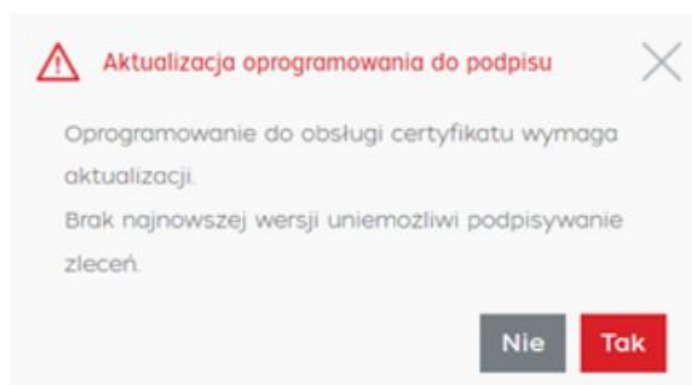 Aktualizacja oprogramowania do podpisu
Oprogramowanie do obsługi certyfikatu wymaga
aktualizacji.
Brak najnowszej wersji uniemożliwi podpisywanie
zleceń.
Nie
Tak